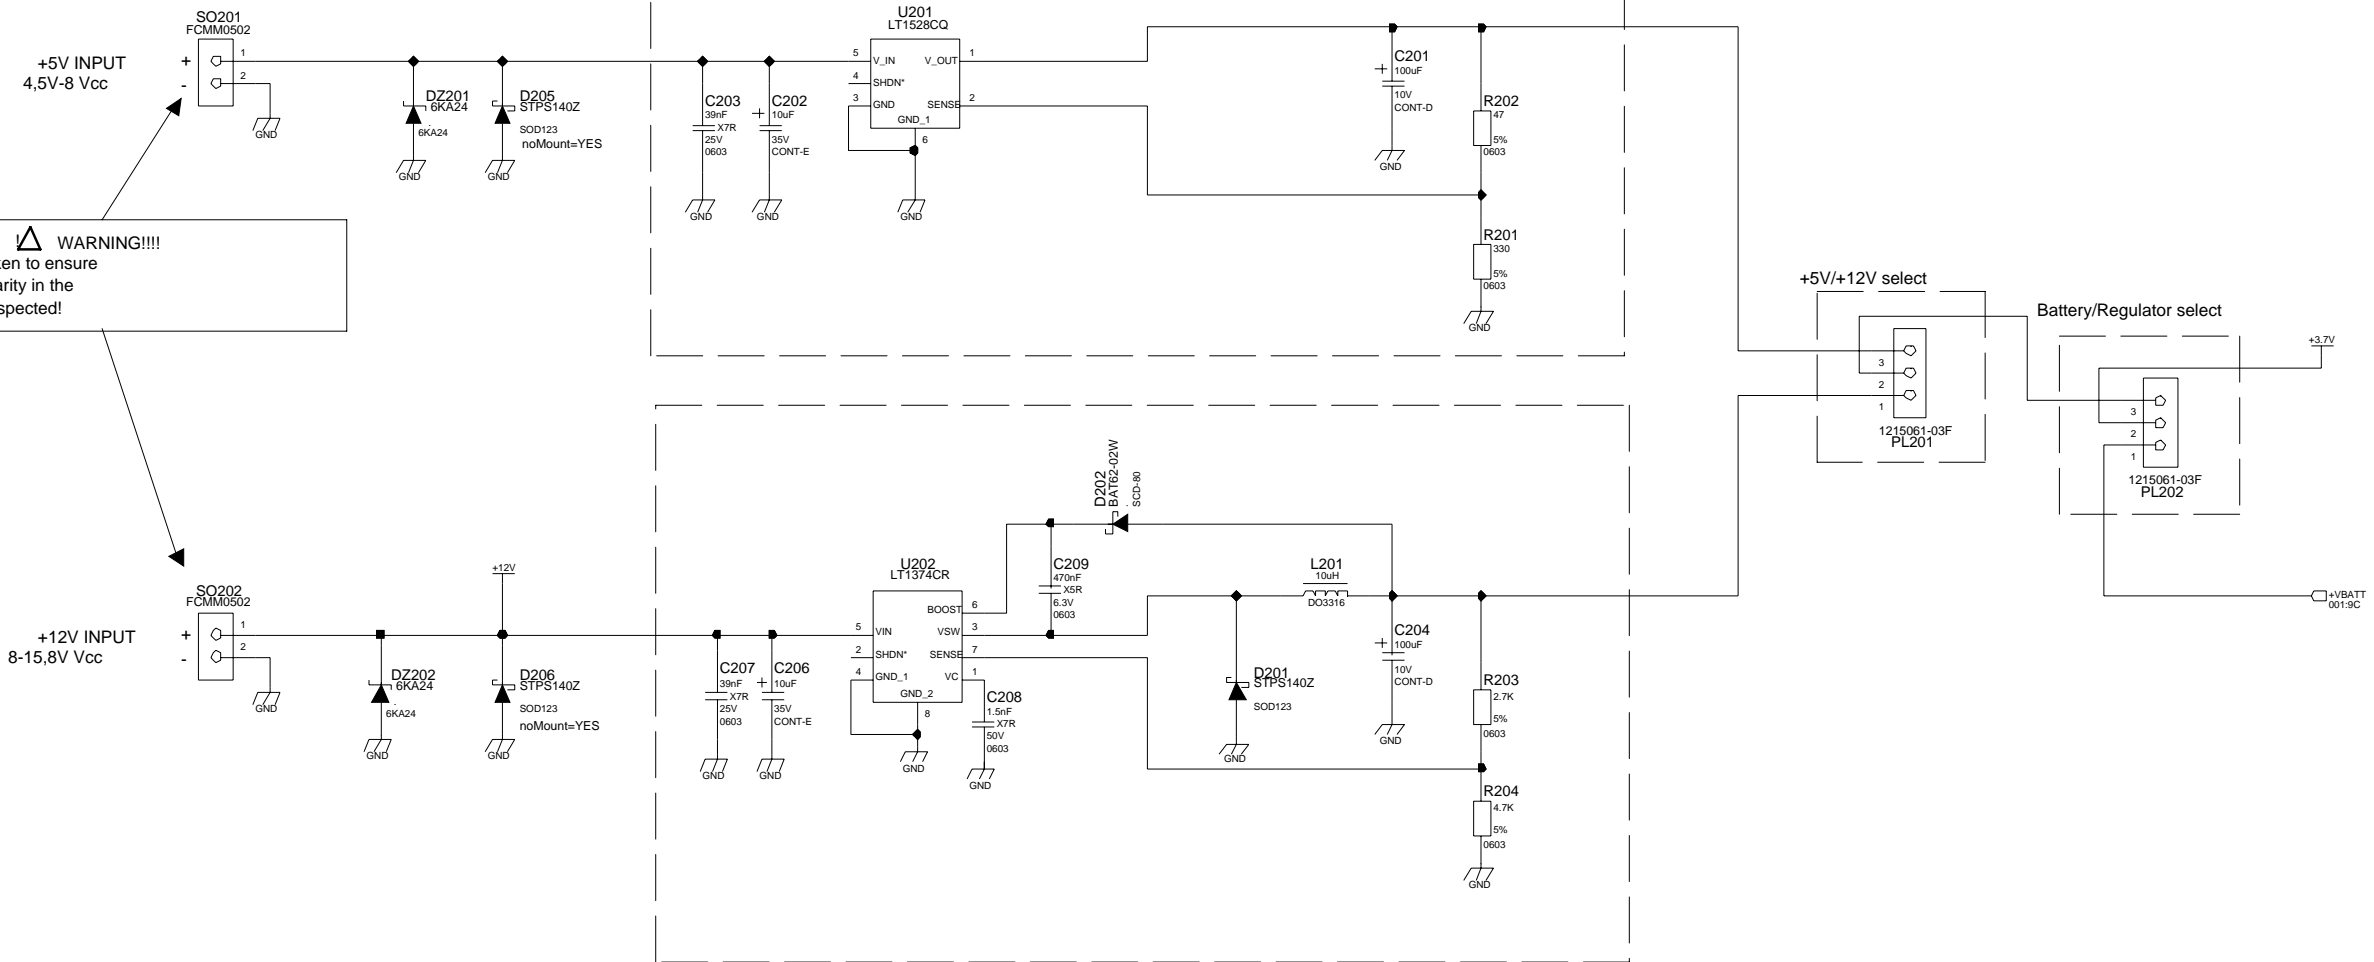 SO201
FCMM0502
+5V INPUT
4,5V-8 Vcc
+
-
1
2
GND
DZ201
6KA24
6KA24
GND
D205
STPS140Z
SOD123
noMount=YES
GND
C203
39nF
X7R
25V
0603
GND
C202
+
10uF
35V
CONT-E
GND
U201
LT1528CQ
5
V_IN
V_OUT
1
4
SHDN*
3
GND
SENSE
2
GND_1
6
GND
C201
+
100uF
10V
CONT-D
GND
R202
47
5%
0603
R201
330
5%
0603
GND
! WARNING!!!!
en to ensure
arity in the
spected!
+5V/+12V select
3
2
1
1215061-03F
PL201
Battery/Regulator select
+3.7V
3
2
1
1215061-03F
PL202
+VBATT
001:9C
SO202
FCMM0502
+12V INPUT
8-15,8V Vcc
+
-
1
2
GND
DZ202
6KA24
6KA24
GND
+12V
D206
STPS140Z
SOD123
noMount=YES
GND
C207
39nF
X7R
25V
0603
GND
C206
+
10uF
35V
CONT-E
GND
U202
LT1374CR
BOOST
6
5
VIN
VSW
3
2
SHDN*
SENSE
7
4
GND_1
VC
1
GND_2
8
GND
C208
1.5nF
X7R
50V
0603
GND
C209
470nF
X5R
6.3V
0603
D202
BAT62-02W
SCD-80
D201
STPS140Z
SOD123
GND
L201
10uH
DO3316
C204
+
100uF
10V
CONT-D
GND
R203
2.7K
5%
0603
R204
4.7K
5%
0603
GND